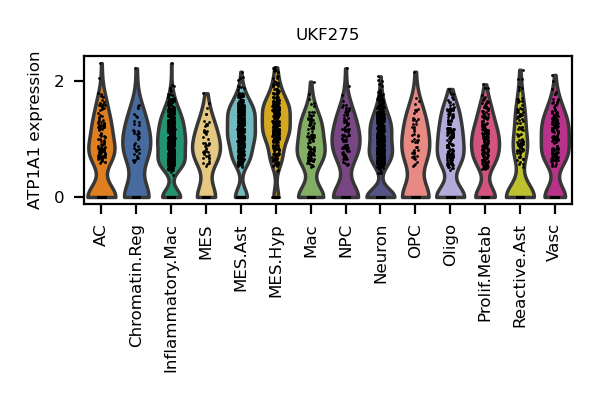 UKF275
ATP1A1 expression
2
0
AC
Chromatin.Reg
Inflammatory.Mac
MES
MES.Ast
MES.Hyp
Mac
NPC
Neuron
OPC
Oligo
Prolif.Metab
Reactive.Ast
Vasc